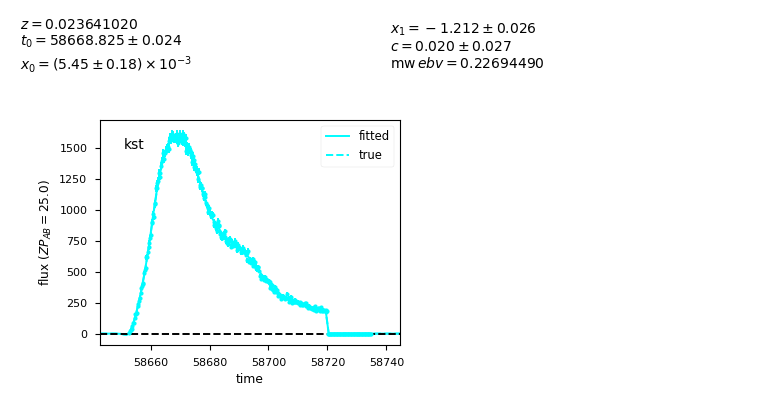 z = 0.023641020
t₀ = 58668.825 ± 0.024
x₀ = (5.45 ± 0.18) × 10⁻³
x₁ = − 1.212 ± 0.026
c = 0.020 ± 0.027
mw ebv = 0.22694490
kst
fitted
true
1500
1250
1000
750
500
250
0
flux (ZP_AB = 25.0)
58660 58680 58700 58720 58740
time